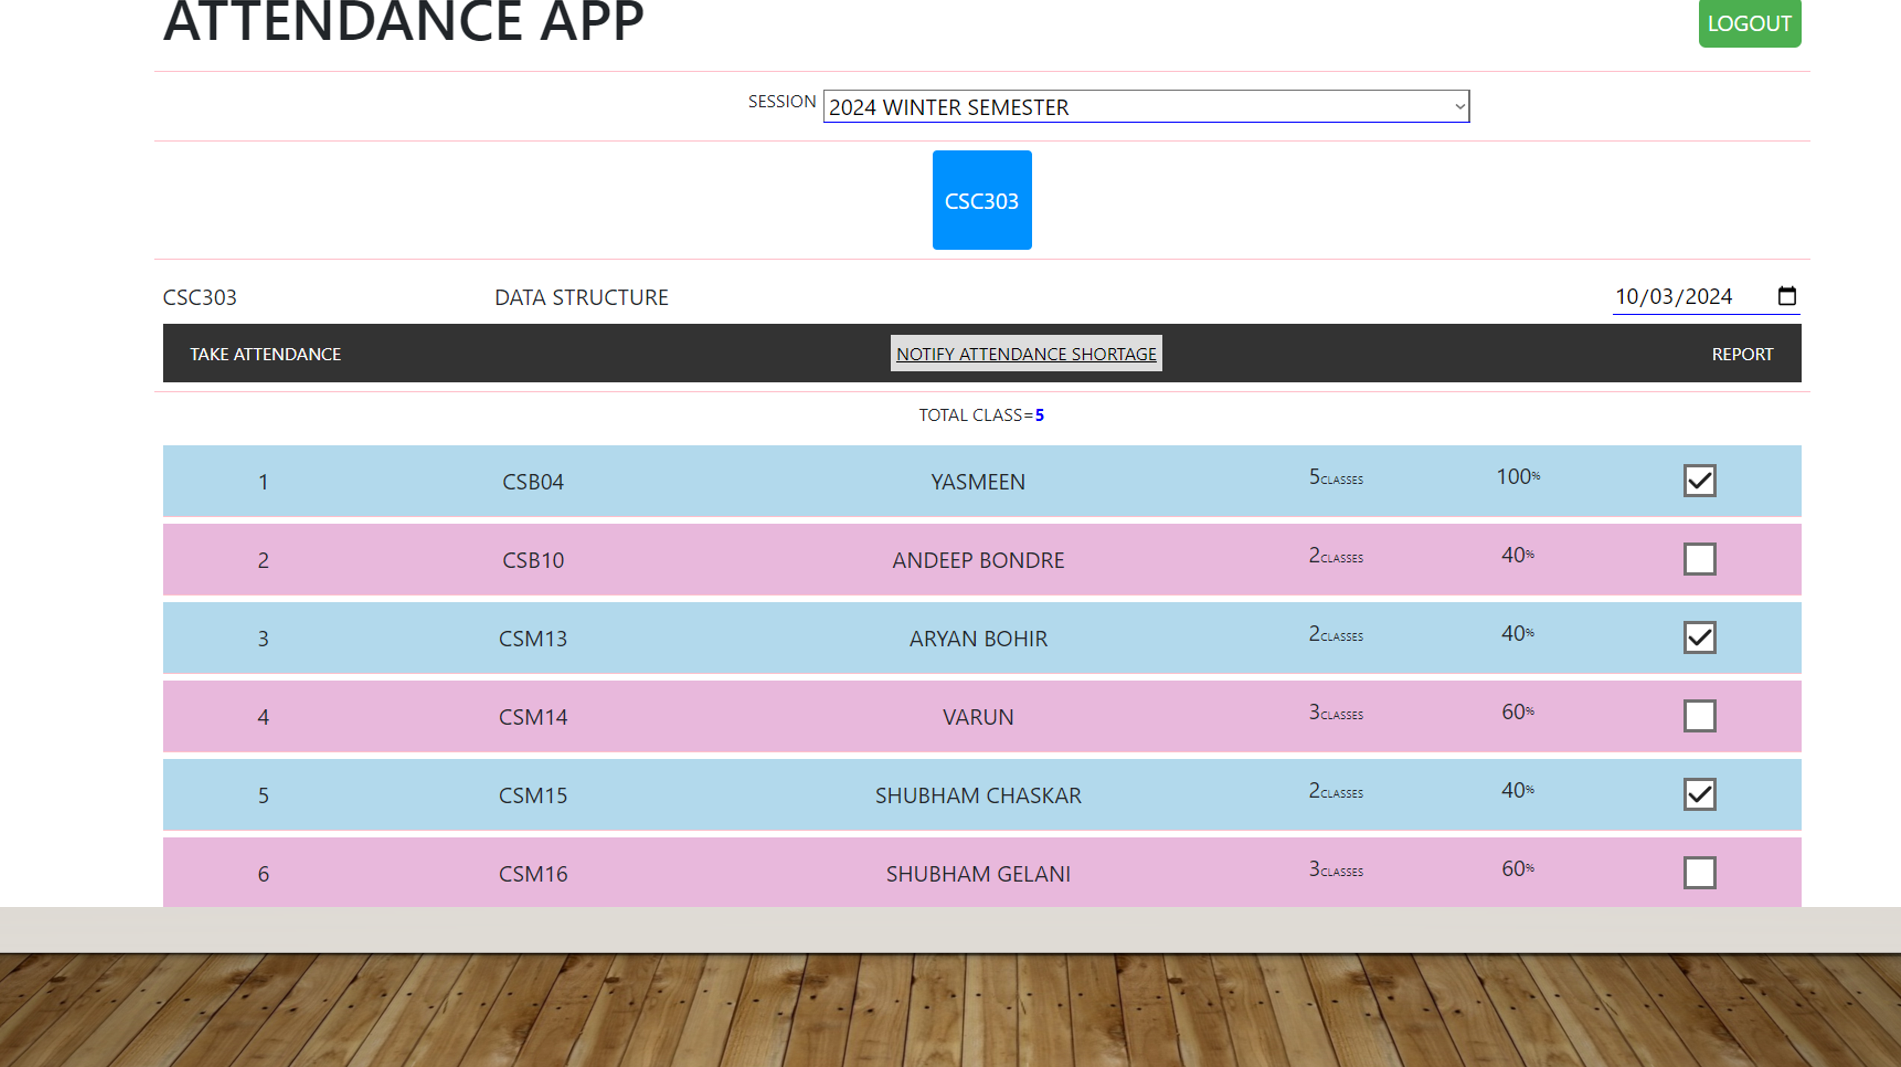 ATTENDANCE APP
LOGOUT
SESSION 2024 WINTER SEMESTER
CSC303
CSC303 DATA STRUCTURE 10/03/2024
TAKE ATTENDANCE NOTIFY ATTENDANCE SHORTAGE REPORT
TOTAL CLASS=5
1 CSB04 YASMEEN 5CLASSES 100%
2 CSB10 ANDEEP BONDRE 2CLASSES 40%
3 CSM13 ARYAN BOHIR 2CLASSES 40%
4 CSM14 VARUN 3CLASSES 60%
5 CSM15 SHUBHAM CHASKAR 2CLASSES 40%
6 CSM16 SHUBHAM GELANI 3CLASSES 60%